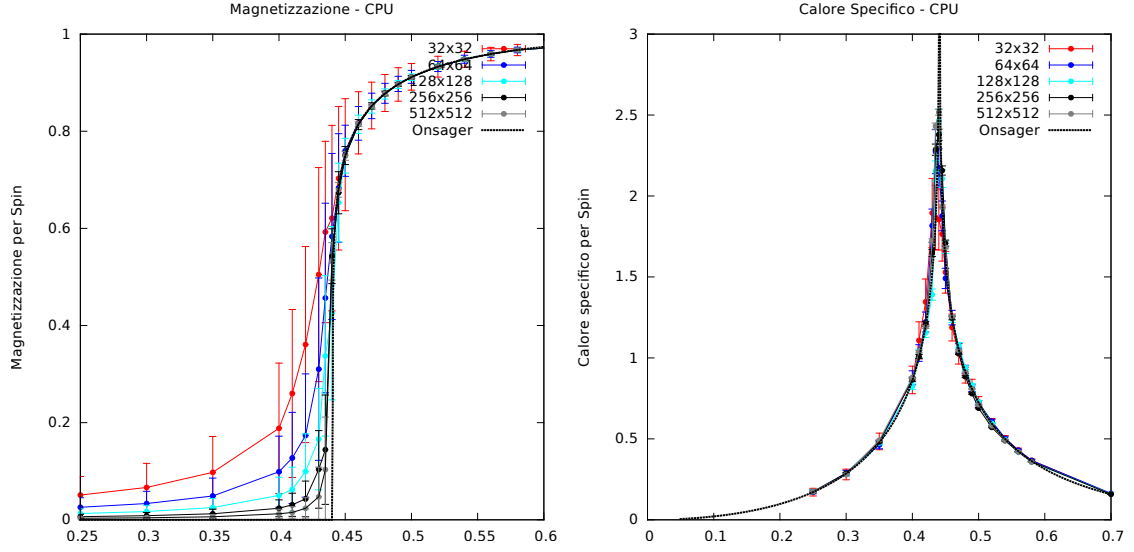 Magnetizzazione - CPU
Magnetizzazione per Spin
1
0.8
0.6
0.4
0.2
0
0.25
0.3
0.35
0.4
0.45
0.5
0.55
0.6
32x32
64x64
128x128
256x256
512x512
Onsager
Calore Specifico - CPU
Calore specifico per Spin
3
2.5
2
1.5
1
0.5
0
0
0.1
0.2
0.3
0.4
0.5
0.6
0.7
32x32
64x64
128x128
256x256
512x512
Onsager